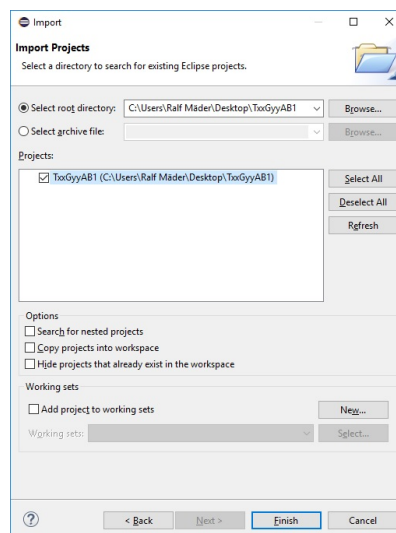 Import
Import Projects
Select a directory to search for existing Eclipse projects.
Select root directory: C:\Users\Ralf Mäder\Desktop\TxxGyyAB1 Browse...
Select archive file: Browse...
Projects:
TxxGyyAB1 (C:\Users\Ralf Mäder\Desktop\TxxGyyAB1) Select All
Deselect All
Refresh
Options
Search for nested projects
Copy projects into workspace
Hide projects that already exist in the workspace
Working sets
Add project to working sets New...
Working sets: Select...
? < Back Next > Finish Cancel